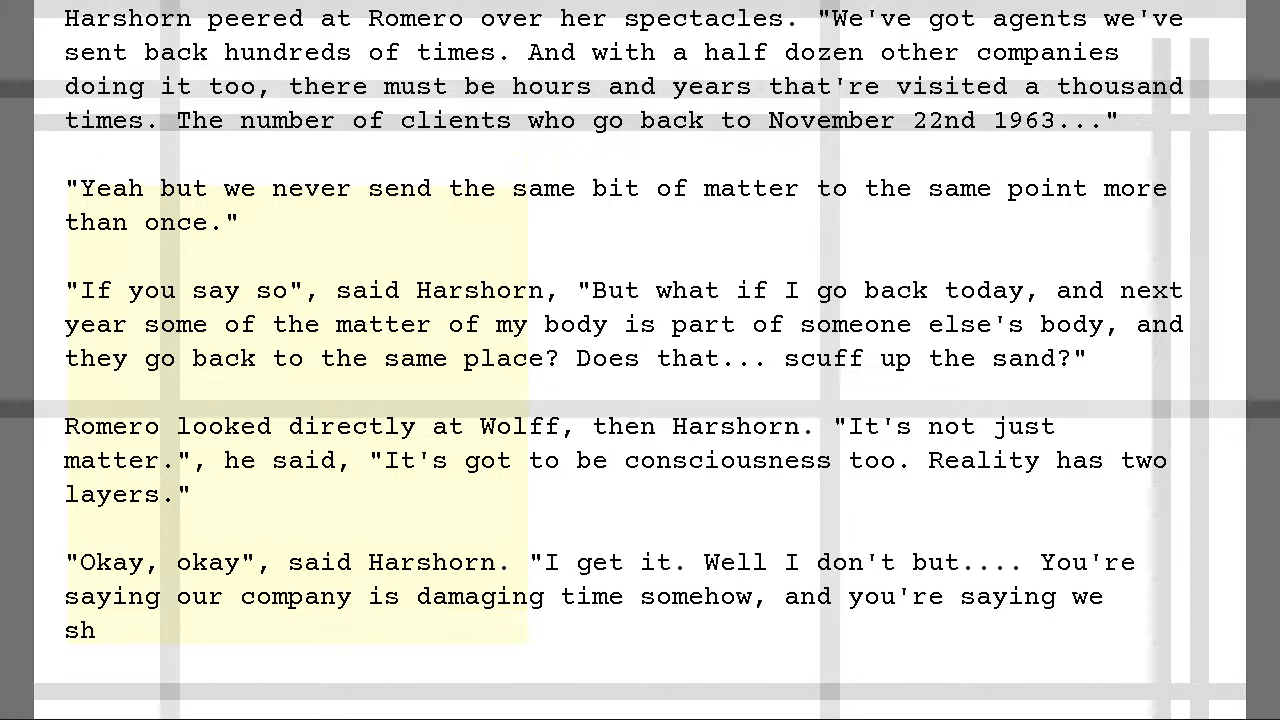 Harshorn peered at Romero over her spectacles. "We've got agents we've
sent back hundreds of times. And with a half dozen other companies
doing it too, there must be hours and years that're visited a thousand
times. The number of clients who go back to November 22nd 1963..."
"Yeah but we never send the same bit of matter to the same point more
than once."
"If you say so", said Harshorn, "But what if I go back today, and next
year some of the matter of my body is part of someone else's body, and
they go back to the same place? Does that... scuff up the sand?"
Romero looked directly at Wolff, then Harshorn. "It's not just
matter.", he said, "It's got to be consciousness too. Reality has two
layers."
"Okay, okay", said Harshorn. "I get it. Well I don't but.... You're
saying our company is damaging time somehow, and you're saying we
sh